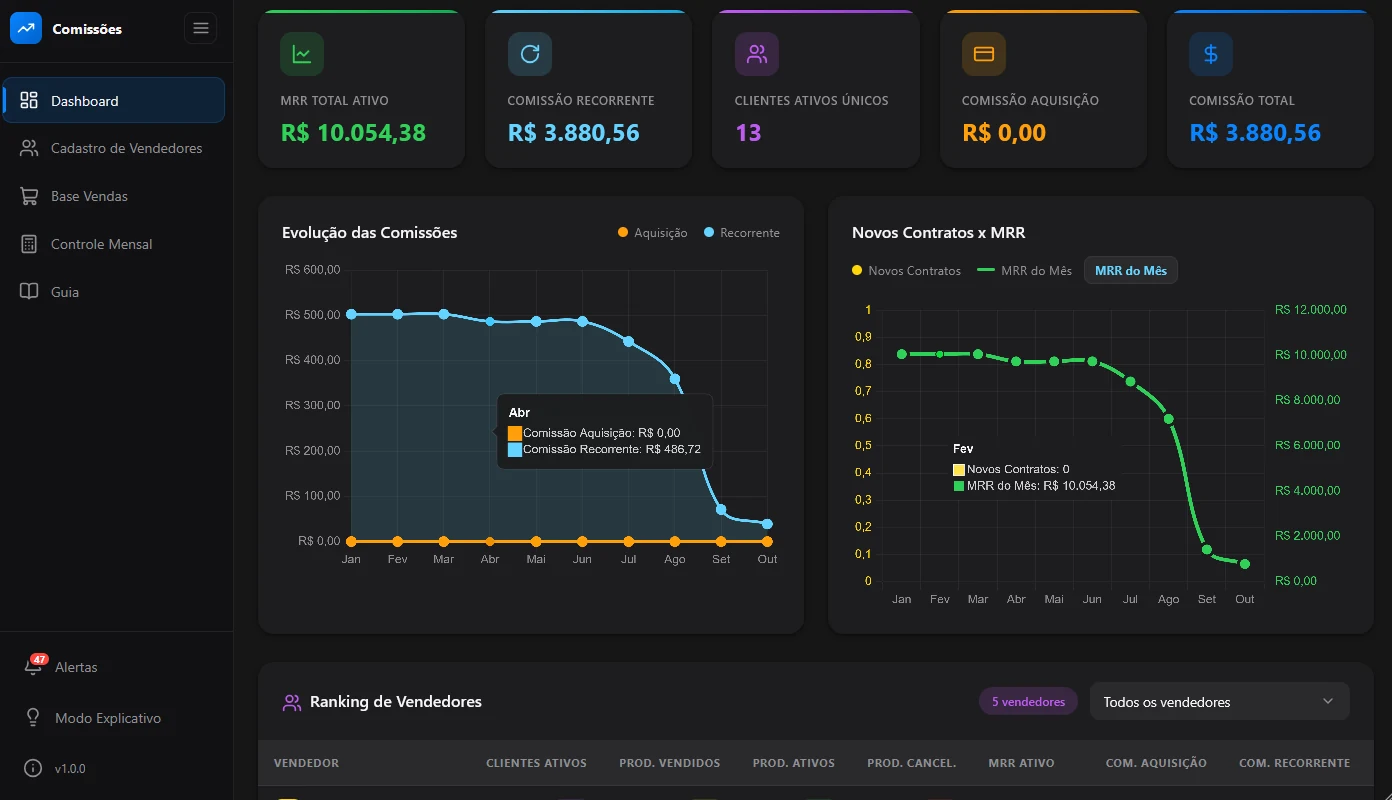 Comissões
Dashboard
Cadastro de Vendedores
Base Vendas
Controle Mensal
Guia
47
Alertas
Modo Explicativo
v1.0.0
MRR TOTAL ATIVO
R$ 10.054,38
COMISSÃO RECORRENTE
R$ 3.880,56
CLIENTES ATIVOS ÚNICOS
13
COMISSÃO AQUISIÇÃO
R$ 0,00
COMISSÃO TOTAL
R$ 3.880,56
Evolução das Comissões
Aquisição
Recorrente
R$ 600,00
R$ 500,00
R$ 400,00
R$ 300,00
R$ 200,00
R$ 100,00
R$ 0,00
Jan Fev Mar Abr Mai Jun Jul Ago Set Out
Abr
Comissão Aquisição: R$ 0,00
Comissão Recorrente: R$ 486,72
Novos Contratos x MRR
Novos Contratos
MRR do Mês
MRR do Mês
1
0,9
0,8
0,7
0,6
0,5
0,4
0,3
0,2
0,1
0
R$ 12.000,00
R$ 10.000,00
R$ 8.000,00
R$ 6.000,00
R$ 4.000,00
R$ 2.000,00
R$ 0,00
Jan Fev Mar Abr Mai Jun Jul Ago Set Out
Fev
Novos Contratos: 0
MRR do Mês: R$ 10.054,38
Ranking de Vendedores
5 vendedores
Todos os vendedores
VENDEDOR CLIENTES ATIVOS PROD. VENDIDOS PROD. ATIVOS PROD. CANCEL. MRR ATIVO COM. AQUISIÇÃO COM. RECORRENTE